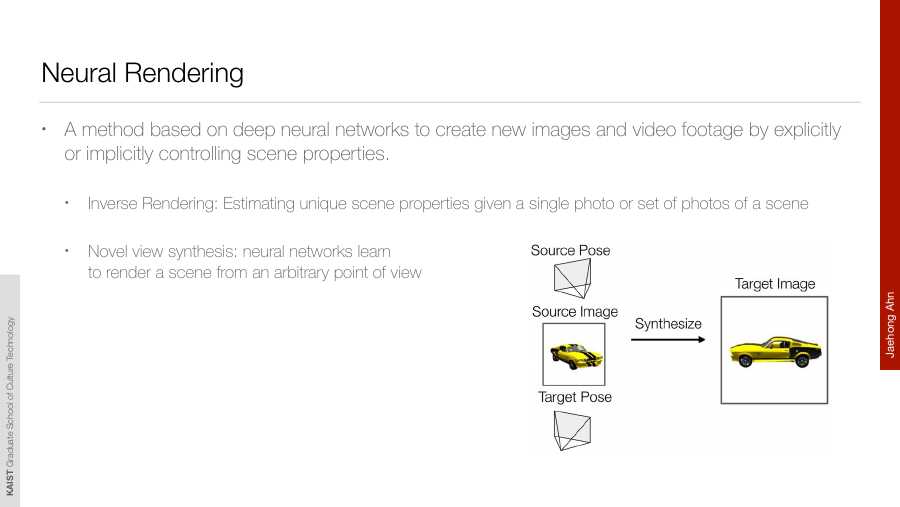 Neural Rendering
• A method based on deep neural networks to create new images and video footage by explicitly
or implicitly controlling scene properties.
• Inverse Rendering: Estimating unique scene properties given a single photo or set of photos of a scene
• Novel view synthesis: neural networks learn
to render a scene from an arbitrary point of view
Source Pose
Source Image
Target Pose
Synthesize
Target Image
Jaehong Ahn
KAIST Graduate School of Culture Technology